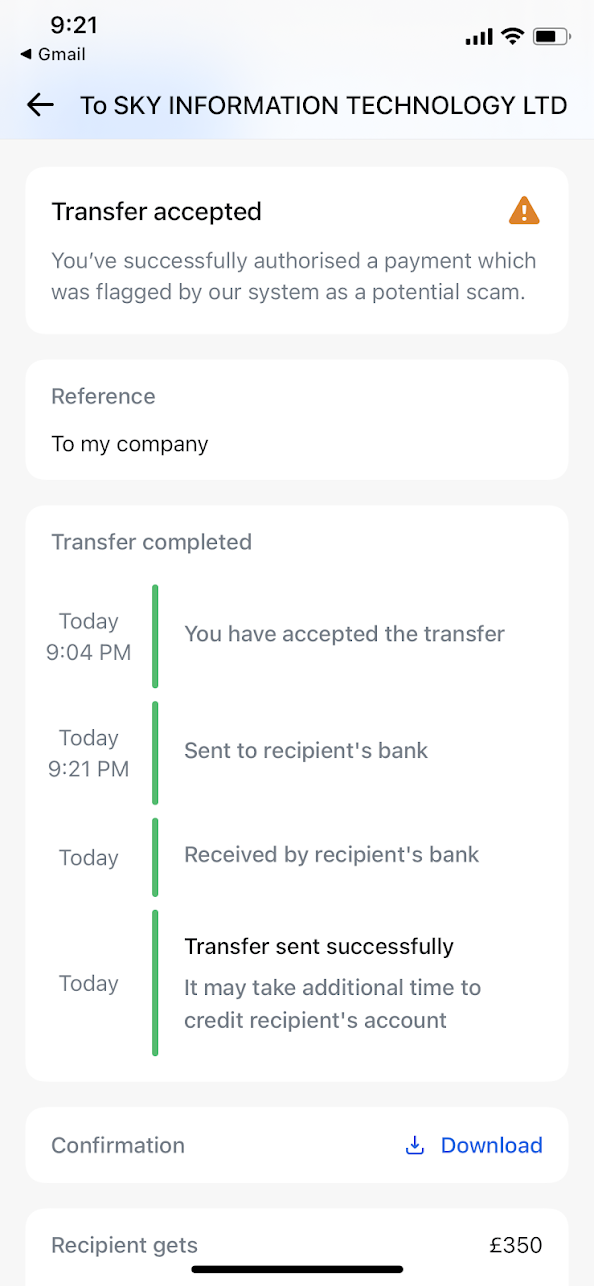 9:21
◀ Gmail
To SKY INFORMATION TECHNOLOGY LTD
Transfer accepted
You’ve successfully authorised a payment which
was flagged by our system as a potential scam.
Reference
To my company
Transfer completed
Today
9:04 PM
You have accepted the transfer
Today
9:21 PM
Sent to recipient's bank
Today
Received by recipient's bank
Transfer sent successfully
Today
It may take additional time to
credit recipient's account
Confirmation
Download
Recipient gets
£350